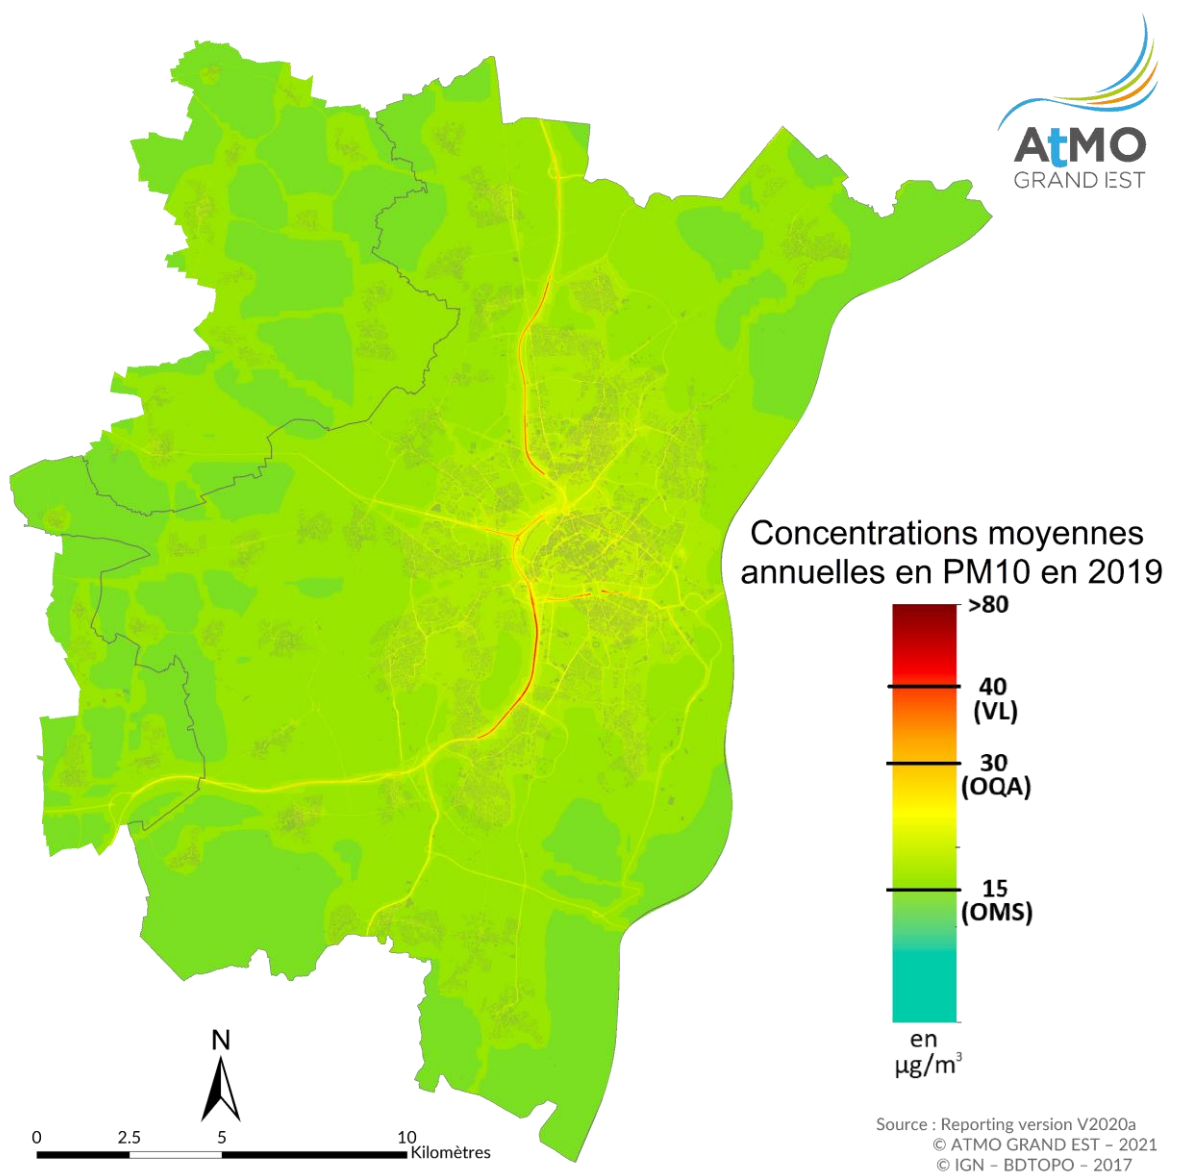 AtMO
GRAND EST
Concentrations moyennes
annuelles en PM10 en 2019
>80
40
(VL)
30
(OQA)
15
(OMS)
en
µg/m³
N
0 2.5 5 10
Kilomètres
Source : Reporting version V2020a
© ATMO GRAND EST – 2021
© IGN – BDTOPO – 2017